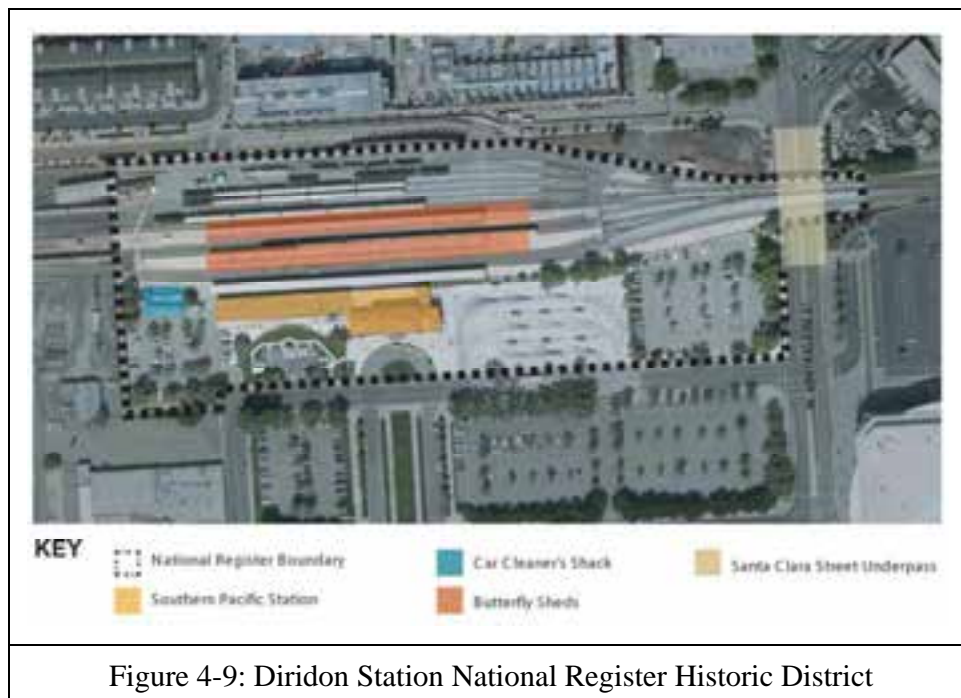 KEY
National Register Boundary
Car Cleaner's Shack
Santa Clara Street Underpass
Southern Pacific Station
Butterfly Sheds
Figure 4-9: Diridon Station National Register Historic District